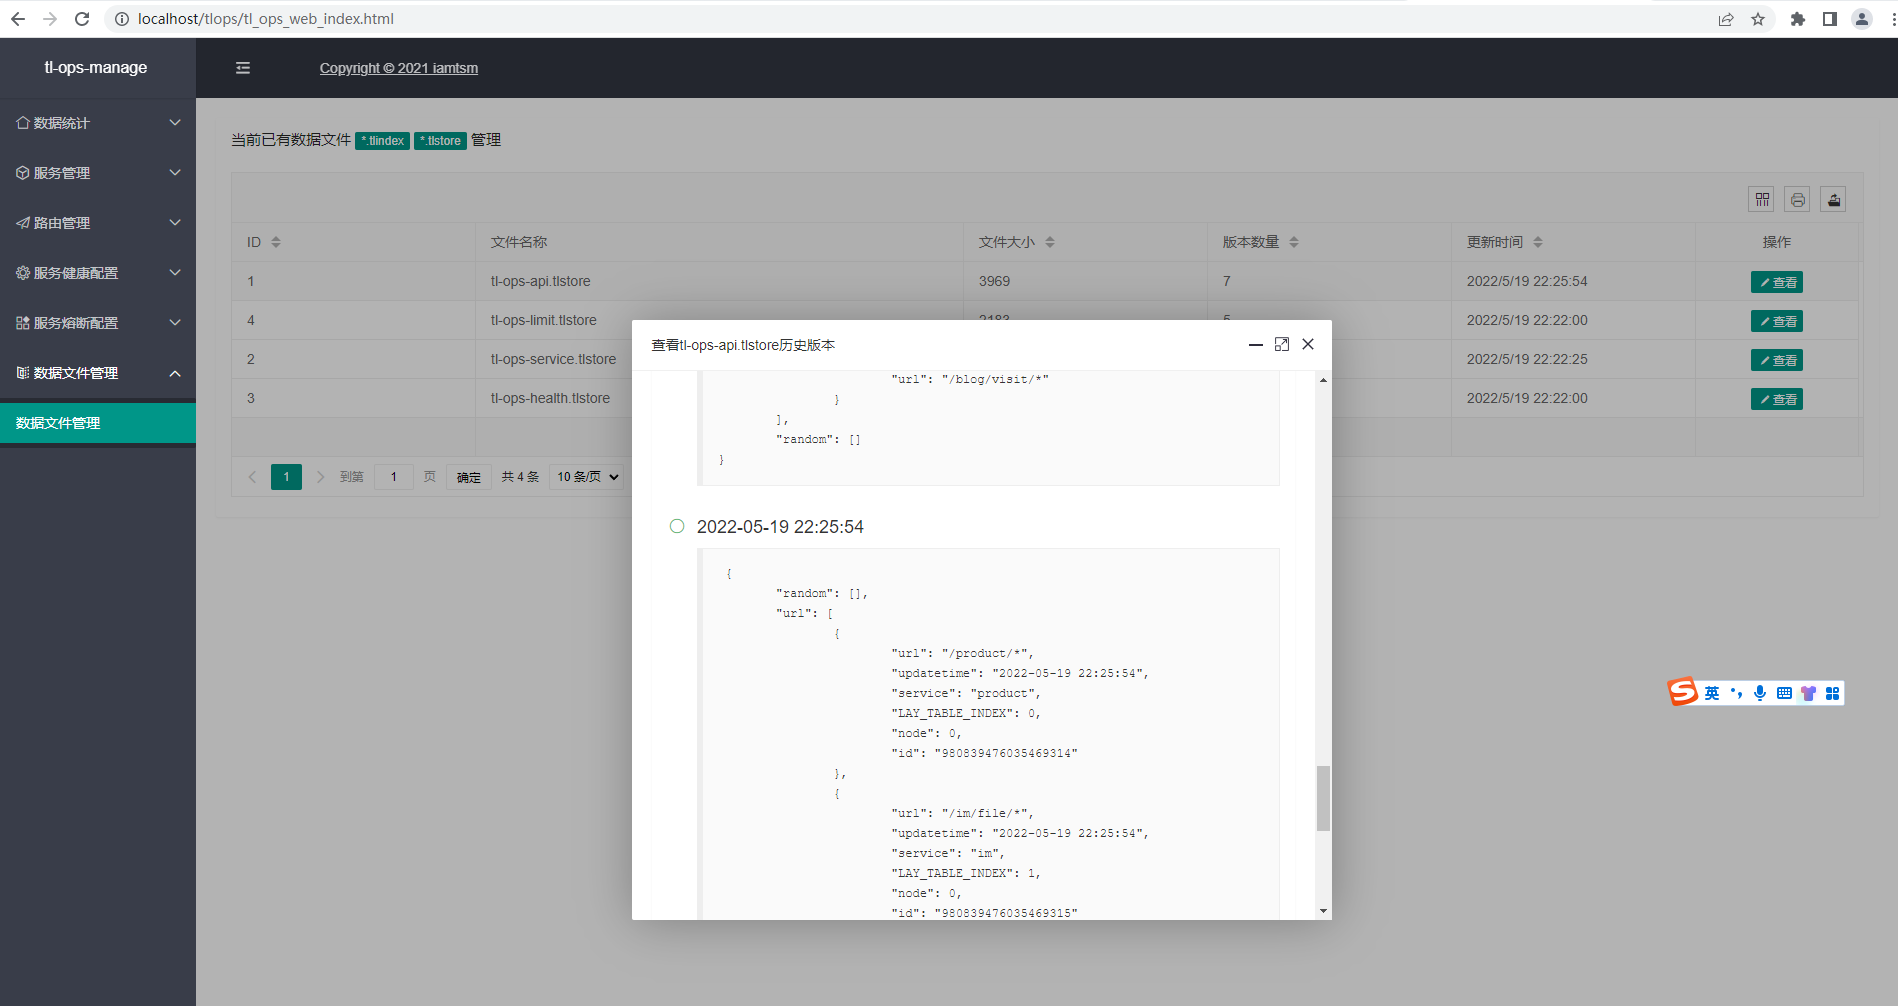 localhost/tlops/tl_ops_web_index.html
tl-ops-manage
Copyright © 2021 iamtsm
数据统计
服务管理
路由管理
服务健康配置
服务熔断配置
数据文件管理
数据文件管理
当前已有数据文件 *.tlindex *.tlstore 管理
ID 文件名称 文件大小 版本数量 更新时间 操作
1 tl-ops-api.tlstore 3969 7 2022/5/19 22:25:54 查看
4 tl-ops-limit.tlstore 2183 2022/5/19 22:22:00 查看
2 tl-ops-service.tlstore 2022/5/19 22:22:25 查看
3 tl-ops-health.tlstore 2022/5/19 22:22:00 查看
1 到第 1 页 确定 共 4 条 10 条/页
查看tl-ops-api.tlstore历史版本
"url": "/blog/visit/*"
}
],
"random": []
}
2022-05-19 22:25:54
{
"random": [],
"url": [
{
"url": "/product/*",
"updatetime": "2022-05-19 22:25:54",
"service": "product",
"LAY_TABLE_INDEX": 0,
"node": 0,
"id": "980839476035469314"
},
{
"url": "/im/file/*",
"updatetime": "2022-05-19 22:25:54",
"service": "im",
"LAY_TABLE_INDEX": 1,
"node": 0,
"id": "980839476035469315"
英